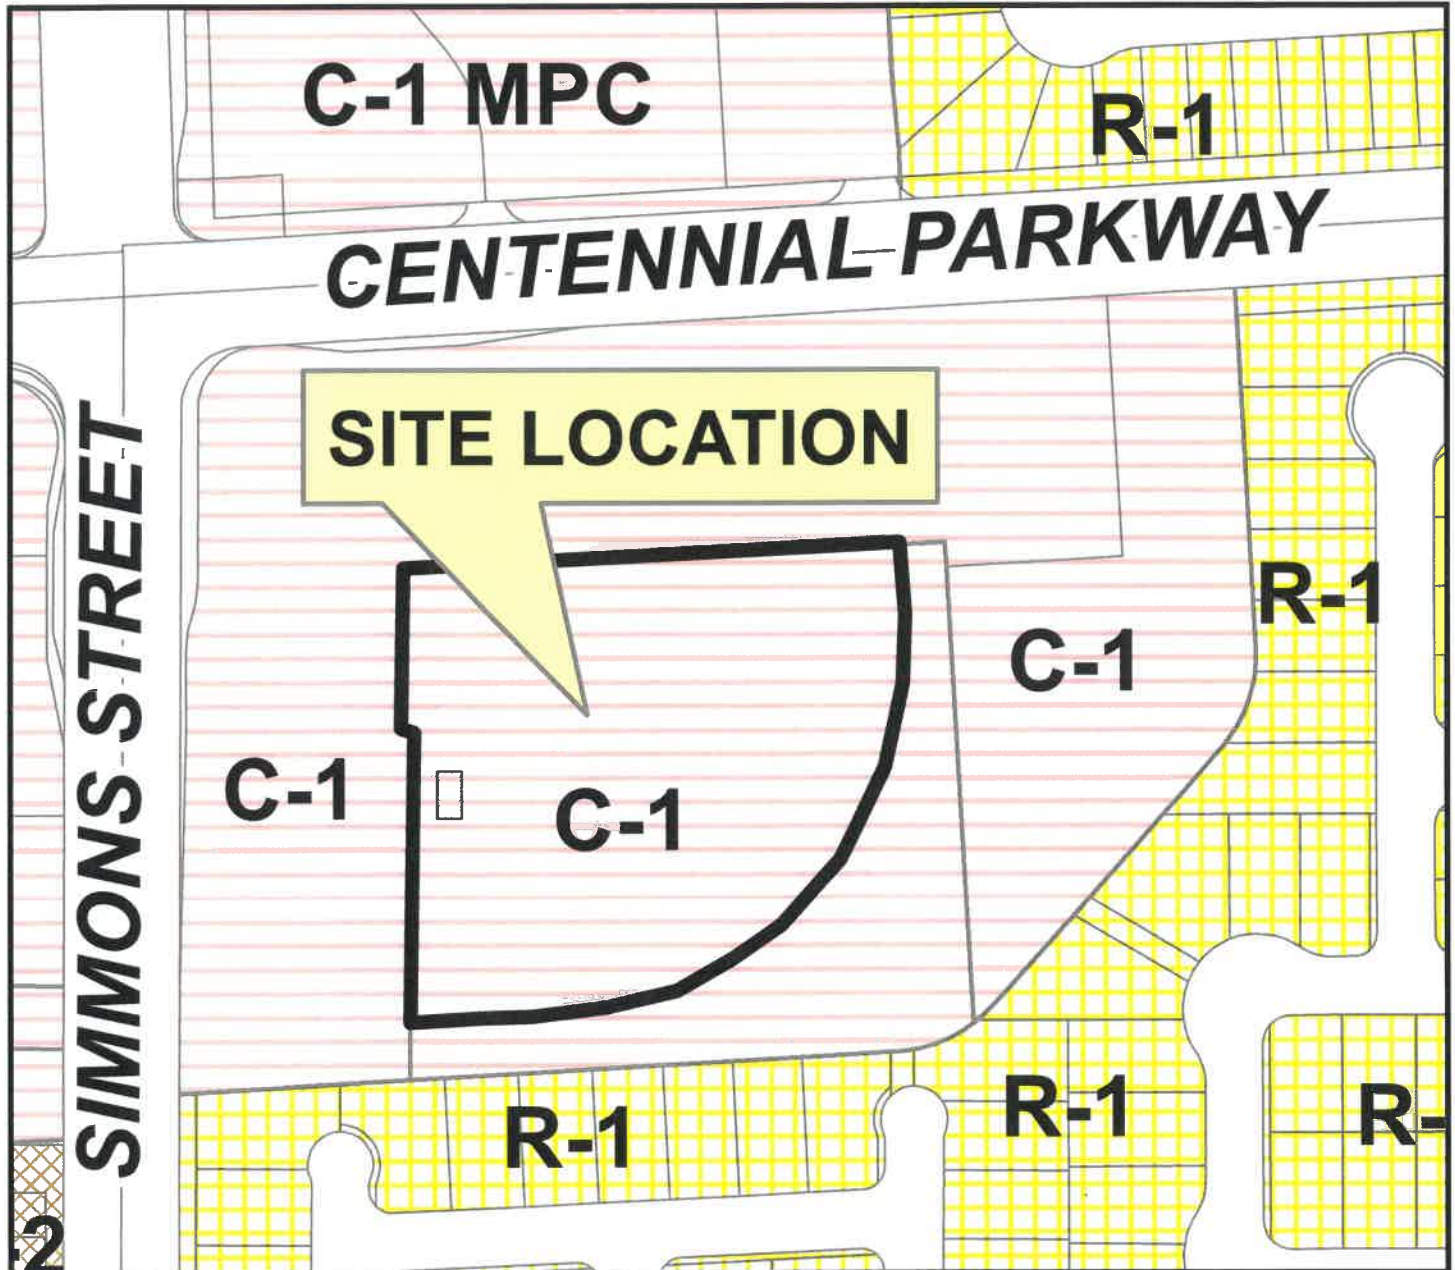 C-1 MPC
R-1
CENTENNIAL PARKWAY
SITE LOCATION
SIMMONS STREET
R-1
C-1
C-1
C-1
R-1
R-1
R-
-2